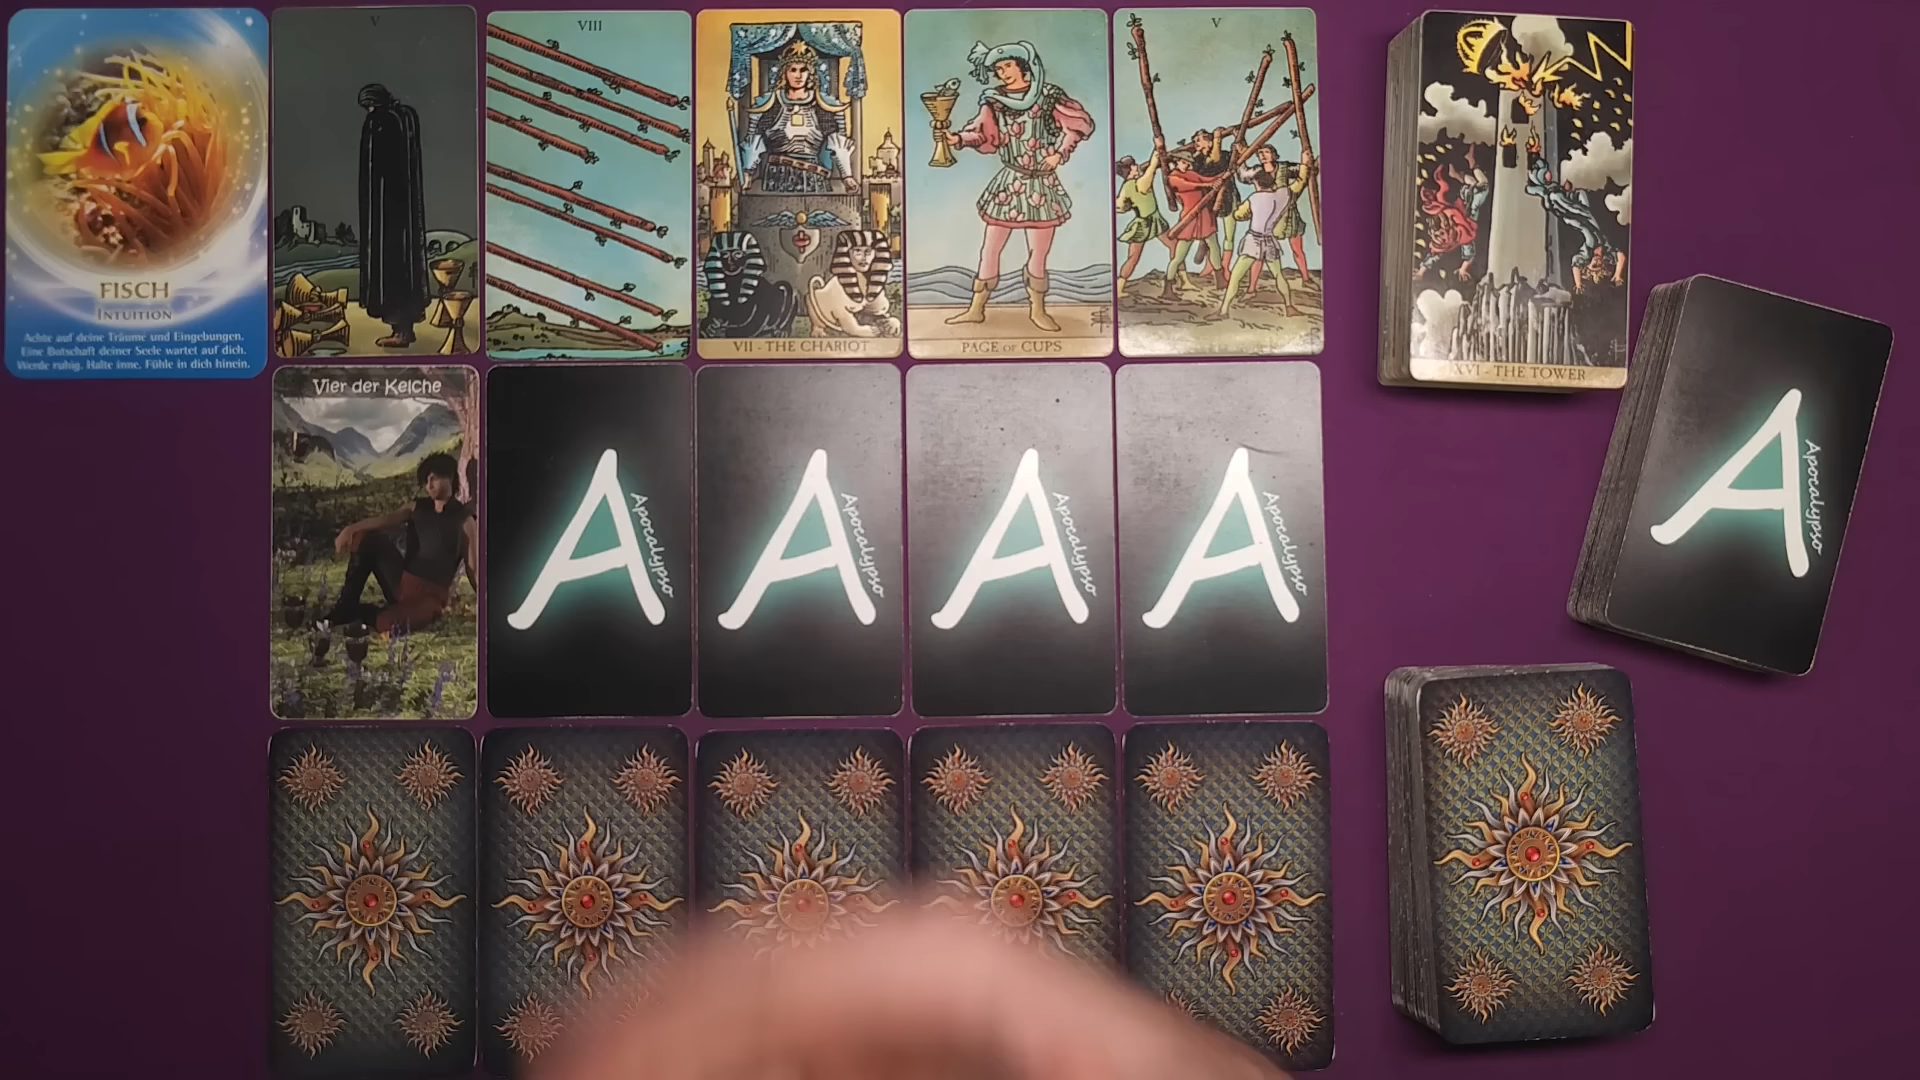 FISCH
INTUITION
Achte auf deine Träume und Eingebungen.
Eine Botschaft deiner Seele wartet auf dich.
Werde ruhig. Halte inne. Fühle in dich hinein.
V
VIII
VII - THE CHARIOT
PAGE OF CUPS
V
XVI - THE TOWER
Vier der Kelche
A
Apocalypso
A
Apocalypso
A
Apocalypso
A
Apocalypso
A
Apocalypso